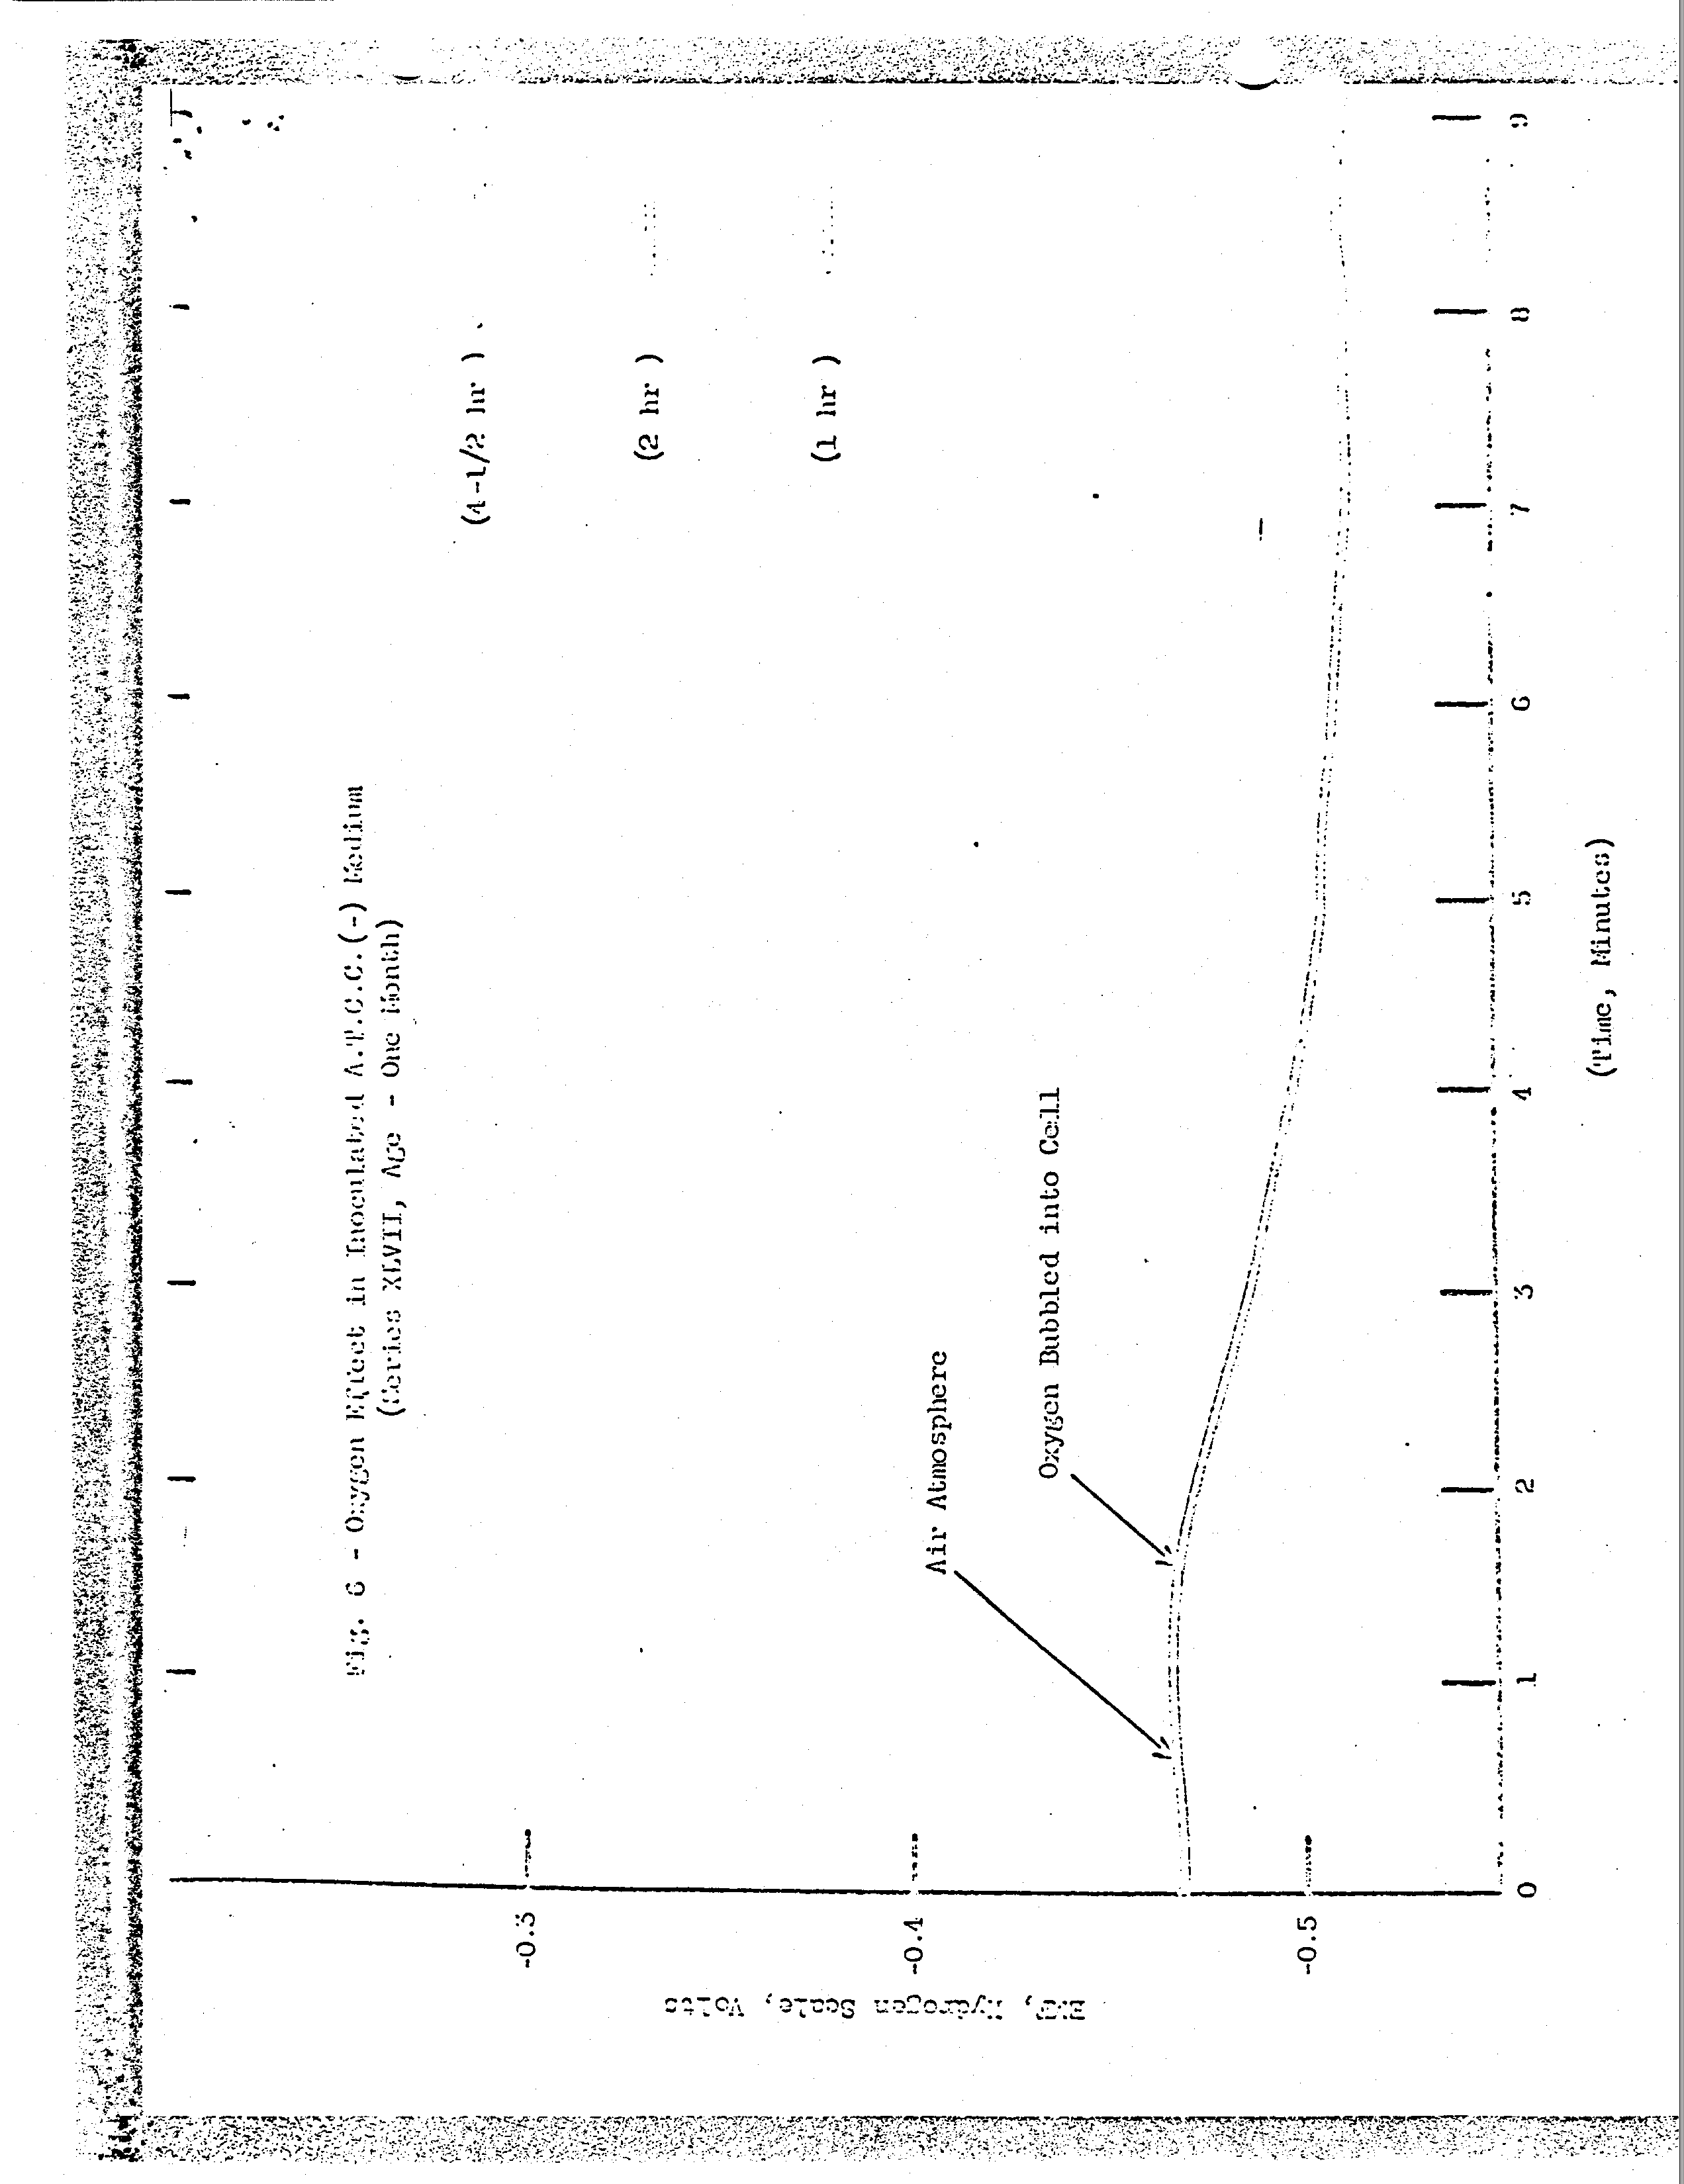 Fig. 6 - Oxygen Effect in Inoculated A.T.C.C.(-) Medium
(Series XLVII, Age - One Month)
(4-1/2 hr )
(2 hr )
(1 hr )
Air Atmosphere
Oxygen Bubbled into Cell
EMF, Hydrogen Scale, Volts
-0.3
-0.4
-0.5
0 1 2 3 4 5 6 7 8 9
(Time, Minutes)